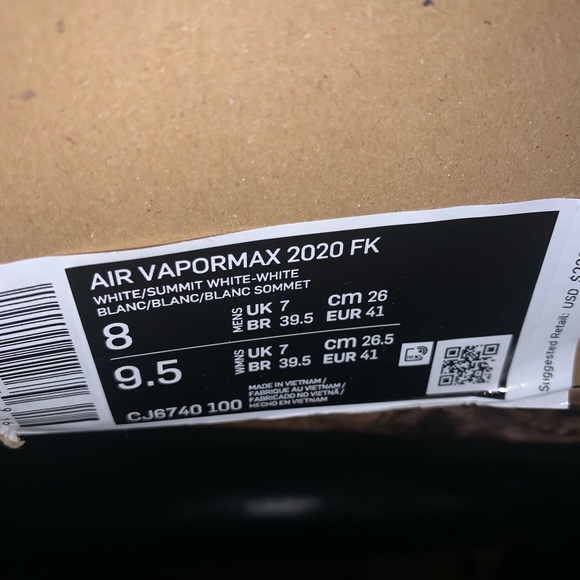 AIR VAPORMAX 2020 FK
WHITE/SUMMIT WHITE-WHITE
BLANC/BLANC/BLANC SOMMET
8 MENS UK 7 cm 26
BR 39.5 EUR 41
9.5 WMNS UK 7 cm 26.5
BR 39.5 EUR 41
CJ6740 100
MADE IN VIETNAM /
FABRIQUE AU VIETNAM /
FABRICADO NO VIETNÃ /
HECHO EN VIETNAM
Suggested Retail: USD